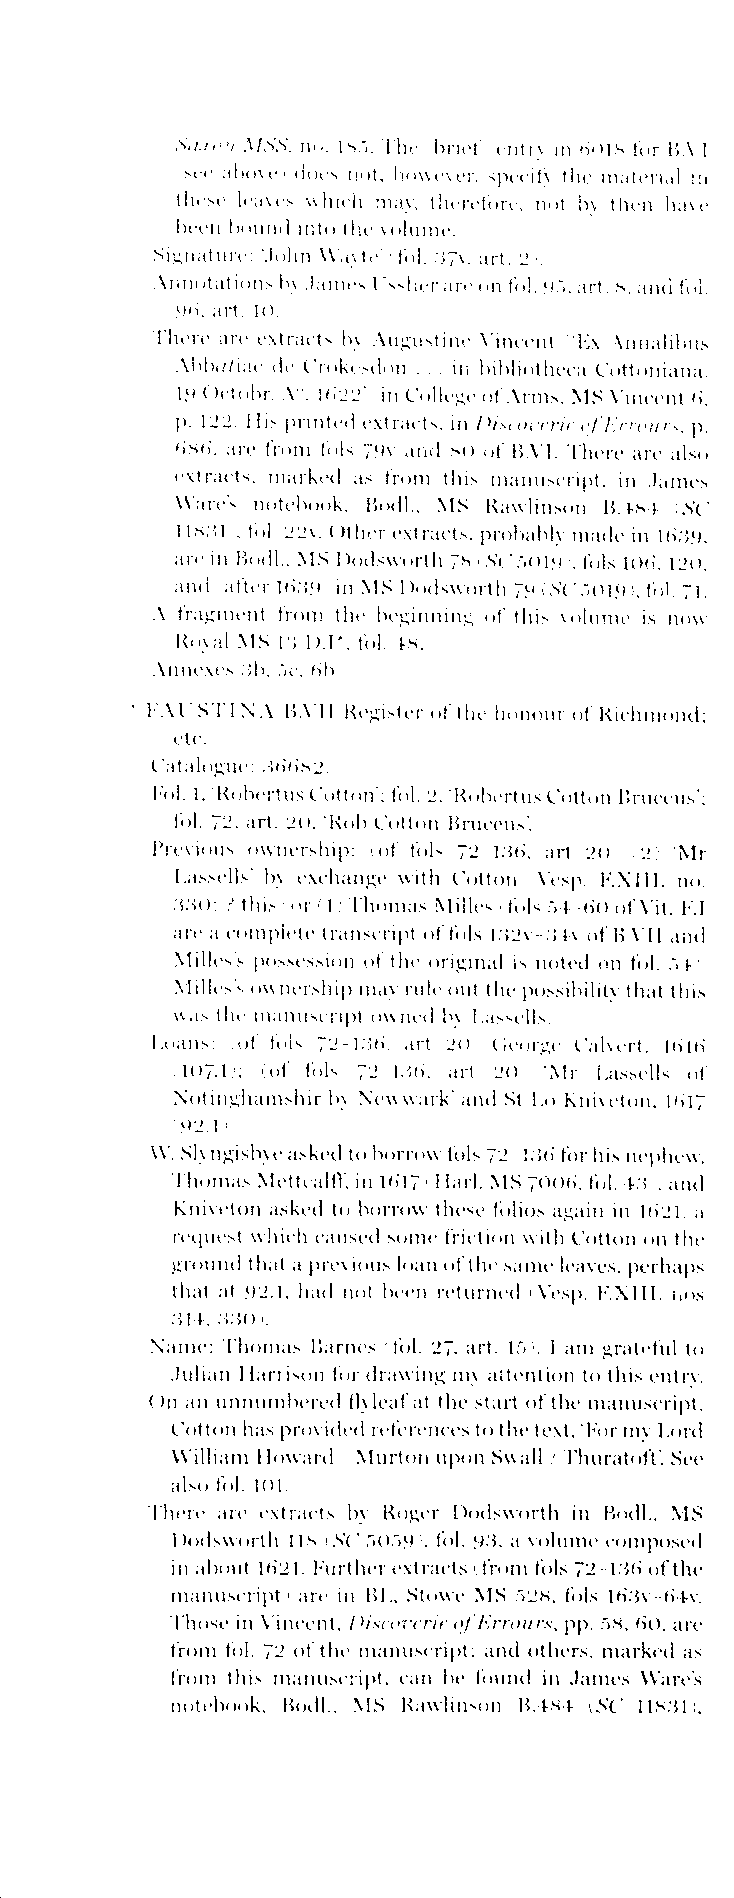 Saxon MSS, no. 185. The 'brief' entry in 6018 for B.VI
(see above) does not, however, specify the material in
these leaves which may, therefore, not by then have
been bound into the volume.
Signature: 'John Wayte' (fol. 37v, art. 2).
Annotations by James Ussher are on fol. 95, art. 8, and fol.
96, art. 10.
There are extracts by Augustine Vincent ('Ex Annalibus
Abbatiae de Crokesdon . . . in bibliotheca Cottoniana.
19 Octobr. Ao. 1622') in College of Arms, MS Vincent 6,
p. 122. His printed extracts, in Discoverie of Errours, p.
686, are from fols 79v and 80 of B.VI. There are also
extracts, marked as from this manuscript, in James
Ware's notebook, Bodl., MS Rawlinson B.484 (SC
11831), fol. 22v. Other extracts, probably made in 1639,
are in Bodl., MS Dodsworth 78 (SC 5019), fols 106, 120,
and (after 1639) in MS Dodsworth 79 (SC 5019), fol. 71.
A fragment from the beginning of this volume is now
Royal MS 13 D.I*, fol. 48.
Annexes 3b, 5c, 6b
* FAUSTINA B.VII Register of the honour of Richmond;
etc.
Catalogue: 36682.
Fol. 1, 'Robertus Cotton'; fol. 2, 'Robertus Cotton Bruceus';
fol. 72, art. 20, 'Rob Cotton Bruceus'.
Previous ownership: (of fols 72–136, art. 20) (?) 'Mr
Lassells' by exchange with Cotton (Vesp. F.XIII, no.
330: ? this) or (?) Thomas Milles (fols 54–60 of Vit. F.I
are a complete transcript of fols 132v–34v of B.VII and
Milles's possession of the original is noted on fol. 54):
Milles's ownership may rule out the possibility that this
was the manuscript owned by Lassells.
Loans: (of fols 72–136, art. 20) George Calvert, 1616
(107.1); (of fols 72–136, art. 20) 'Mr Lassells of
Notinghamshir by Newwark' and St Lo Kniveton, 1617
(92.1).
W. Slyngisbye asked to borrow fols 72–136 for his nephew,
Thomas Mettcalff, in 1617 (Harl. MS 7006, fol. 43), and
Kniveton asked to borrow these folios again in 1621, a
request which caused some friction with Cotton on the
ground that a previous loan of the same leaves, perhaps
that at 92.1, had not been returned (Vesp. F.XIII, nos
314, 330).
Name: Thomas Barnes (fol. 27, art. 15). I am grateful to
Julian Harrison for drawing my attention to this entry.
On an unnumbered flyleaf at the start of the manuscript,
Cotton has provided references to the text, 'For my Lord
William Howard – Murton upon Swall / Thuratoft'. See
also fol. 101.
There are extracts by Roger Dodsworth in Bodl., MS
Dodsworth 118 (SC 5059), fol. 93, a volume composed
in about 1621. Further extracts (from fols 72–136 of the
manuscript) are in BL, Stowe MS 528, fols 163v–64v.
Those in Vincent, Discoverie of Errours, pp. 58, 60, are
from fol. 72 of the manuscript; and others, marked as
from this manuscript, can be found in James Ware's
notebook, Bodl., MS Rawlinson B.484 (SC 11831),